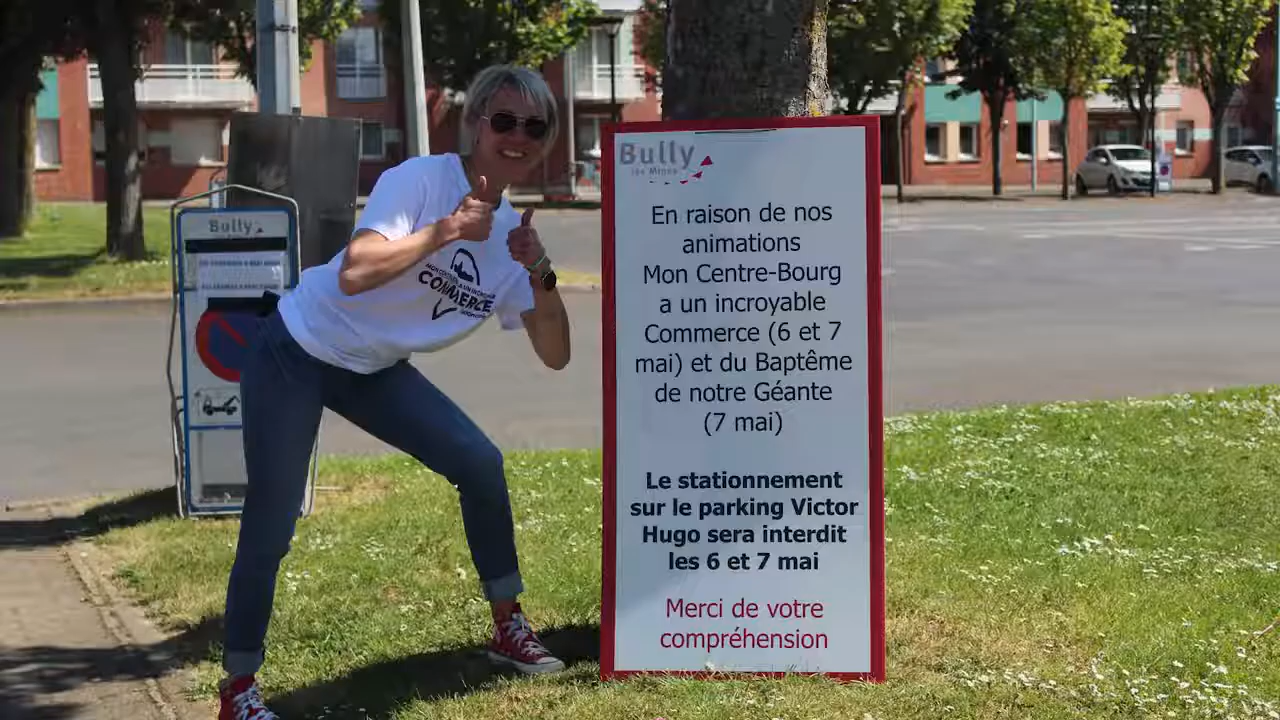 Bully
les Mines
En raison de nos
animations
Mon Centre-Bourg
a un incroyable
Commerce (6 et 7
mai) et du Baptême
de notre Géante
(7 mai)
Le stationnement
sur le parking Victor
Hugo sera interdit
les 6 et 7 mai
Merci de votre
compréhension
Bully
COMMERCE